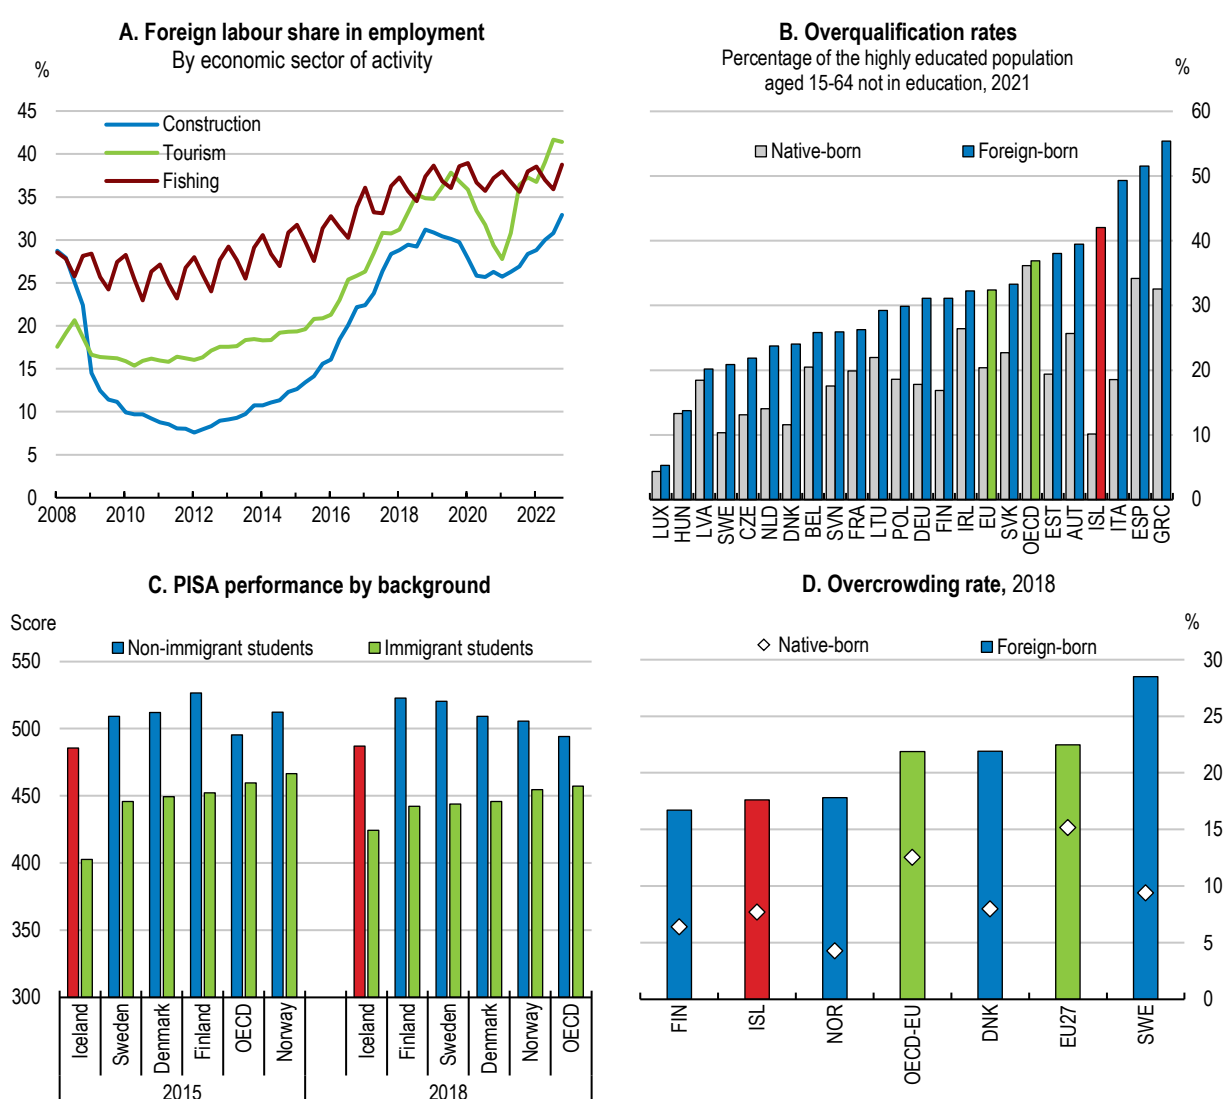 A. Foreign labour share in employment
By economic sector of activity
%
45
40
35
30
25
20
15
10
5
0
Construction
Tourism
Fishing
2008 2010 2012 2014 2016 2018 2020 2022
B. Overqualification rates
Percentage of the highly educated population
aged 15-64 not in education, 2021
%
60
50
40
30
20
10
0
Native-born Foreign-born
LUX HUN LVA SWE CZE NLD DNK BEL SVN FRA LTU POL DEU FIN IRL EU SVK OECD EST AUT ISL ITA ESP GRC
C. PISA performance by background
Score
Non-immigrant students Immigrant students
550
500
450
400
350
300
Iceland Sweden Denmark Finland OECD Norway Iceland Finland Sweden Denmark Norway OECD
2015 2018
D. Overcrowding rate, 2018
%
Native-born Foreign-born
30
25
20
15
10
5
0
FIN ISL NOR OECD-EU DNK EU27 SWE